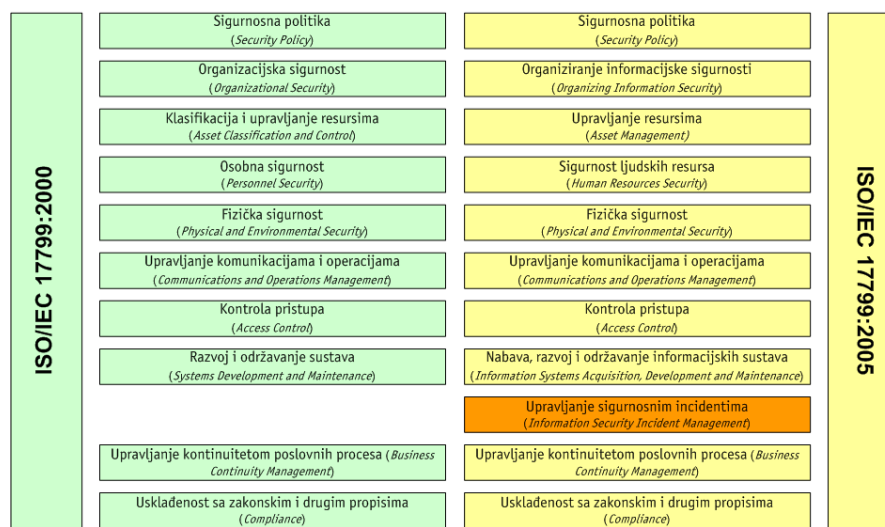 ISO/IEC 17799:2000
Sigurnosna politika
(Security Policy)
Organizacijska sigurnost
(Organizational Security)
Klasifikacija i upravljanje resursima
(Asset Classification and Control)
Osobna sigurnost
(Personnel Security)
Fizička sigurnost
(Physical and Environmental Security)
Upravljanje komunikacijama i operacijama
(Communications and Operations Management)
Kontrola pristupa
(Access Control)
Razvoj i održavanje sustava
(Systems Development and Maintenance)
Upravljanje kontinuitetom poslovnih procesa (Business
Continuity Management)
Usklađenost sa zakonskim i drugim propisima
(Compliance)
Sigurnosna politika
(Security Policy)
Organiziranje informacijske sigurnosti
(Organizing Information Security)
Upravljanje resursima
(Asset Management)
Sigurnost ljudskih resursa
(Human Resources Security)
Fizička sigurnost
(Physical and Environmental Security)
Upravljanje komunikacijama i operacijama
(Communications and Operations Management)
Kontrola pristupa
(Access Control)
Nabava, razvoj i održavanje informacijskih sustava
(Information Systems Acquisition, Development and Maintenance)
Upravljanje sigurnosnim incidentima
(Information Security Incident Management)
Upravljanje kontinuitetom poslovnih procesa (Business
Continuity Management)
Usklađenost sa zakonskim i drugim propisima
(Compliance)
ISO/IEC 17799:2005